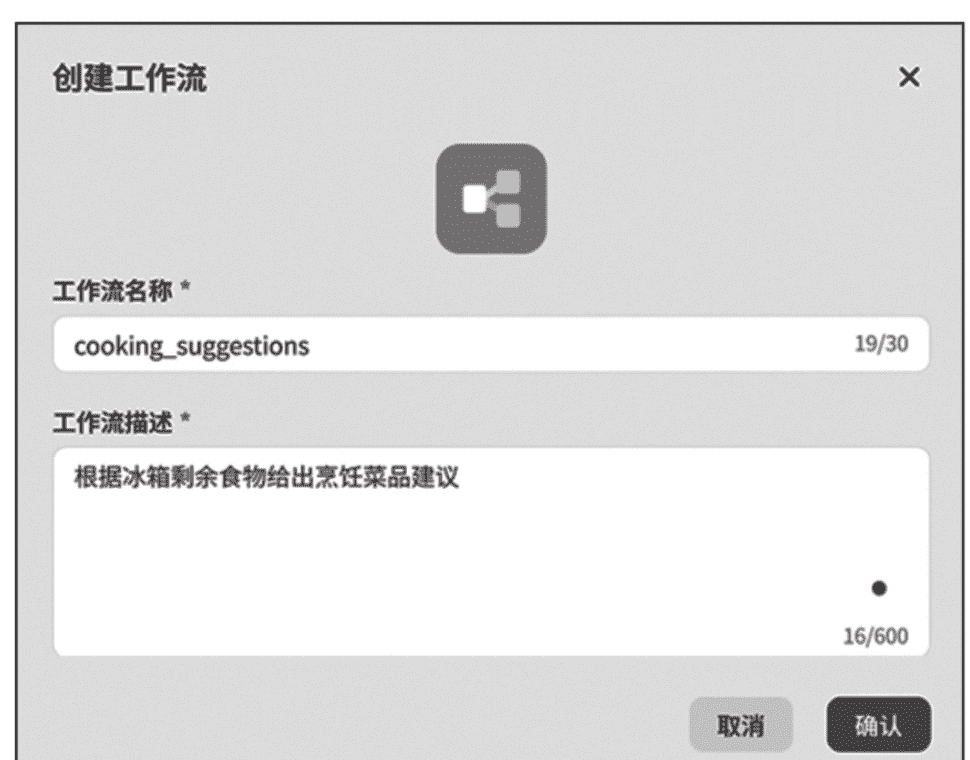 创建工作流
工作流名称 *
cooking_suggestions
19/30
工作流描述 *
根据冰箱剩余食物给出烹饪菜品建议
16/600
取消
确认